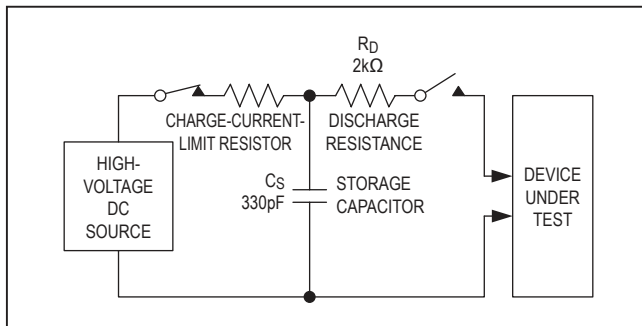 R_D
2kΩ
CHARGE-CURRENT-
LIMIT RESISTOR
DISCHARGE
RESISTANCE
HIGH-
VOLTAGE
DC
SOURCE
C_S
330pF
STORAGE
CAPACITOR
DEVICE
UNDER
TEST